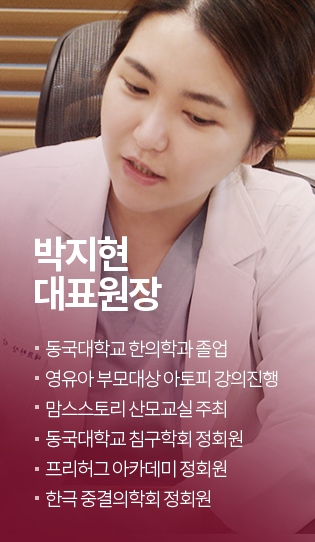 박지현
대표원장
동국대학교 한의학과 졸업
영유아 부모대상 아토피 강의진행
맘스스토리 산모교실 주최
동국대학교 침구학회 정회원
프리허그 아카데미 정회원
한극 중결의학회 정회원